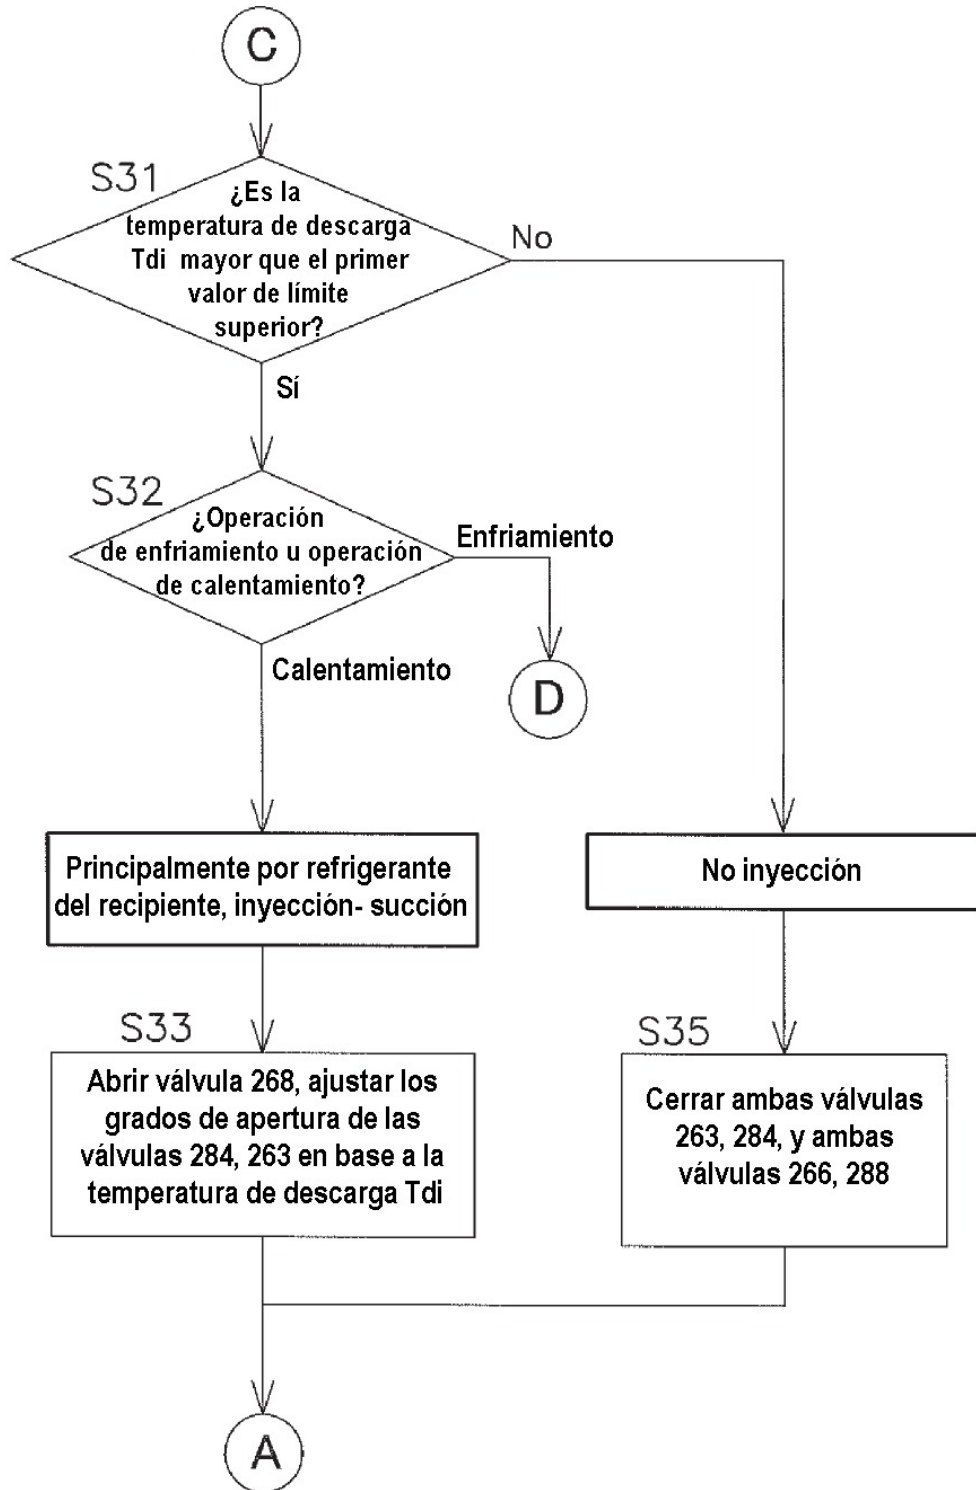 C
S31
¿Es la
temperatura de descarga
Tdi mayor que el primer
valor de límite
superior?
No
Sí
S32
¿Operación
de enfriamiento u operación
de calentamiento?
Enfriamiento
Calentamiento
D
Principalmente por refrigerante
del recipiente, inyección- succión
No inyección
S33
Abrir válvula 268, ajustar los
grados de apertura de las
válvulas 284, 263 en base a la
temperatura de descarga Tdi
S35
Cerrar ambas válvulas
263, 284, y ambas
válvulas 266, 288
A